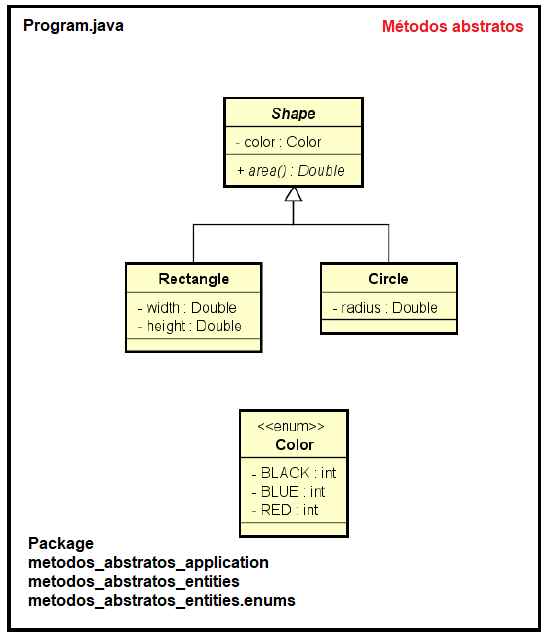 Program.java
Métodos abstratos
Shape
- color : Color
+ area() : Double
Rectangle
- width : Double
- height : Double
Circle
- radius : Double
<<enum>>
Color
- BLACK : int
- BLUE : int
- RED : int
Package
metodos_abstratos_application
metodos_abstratos_entities
metodos_abstratos_entities.enums